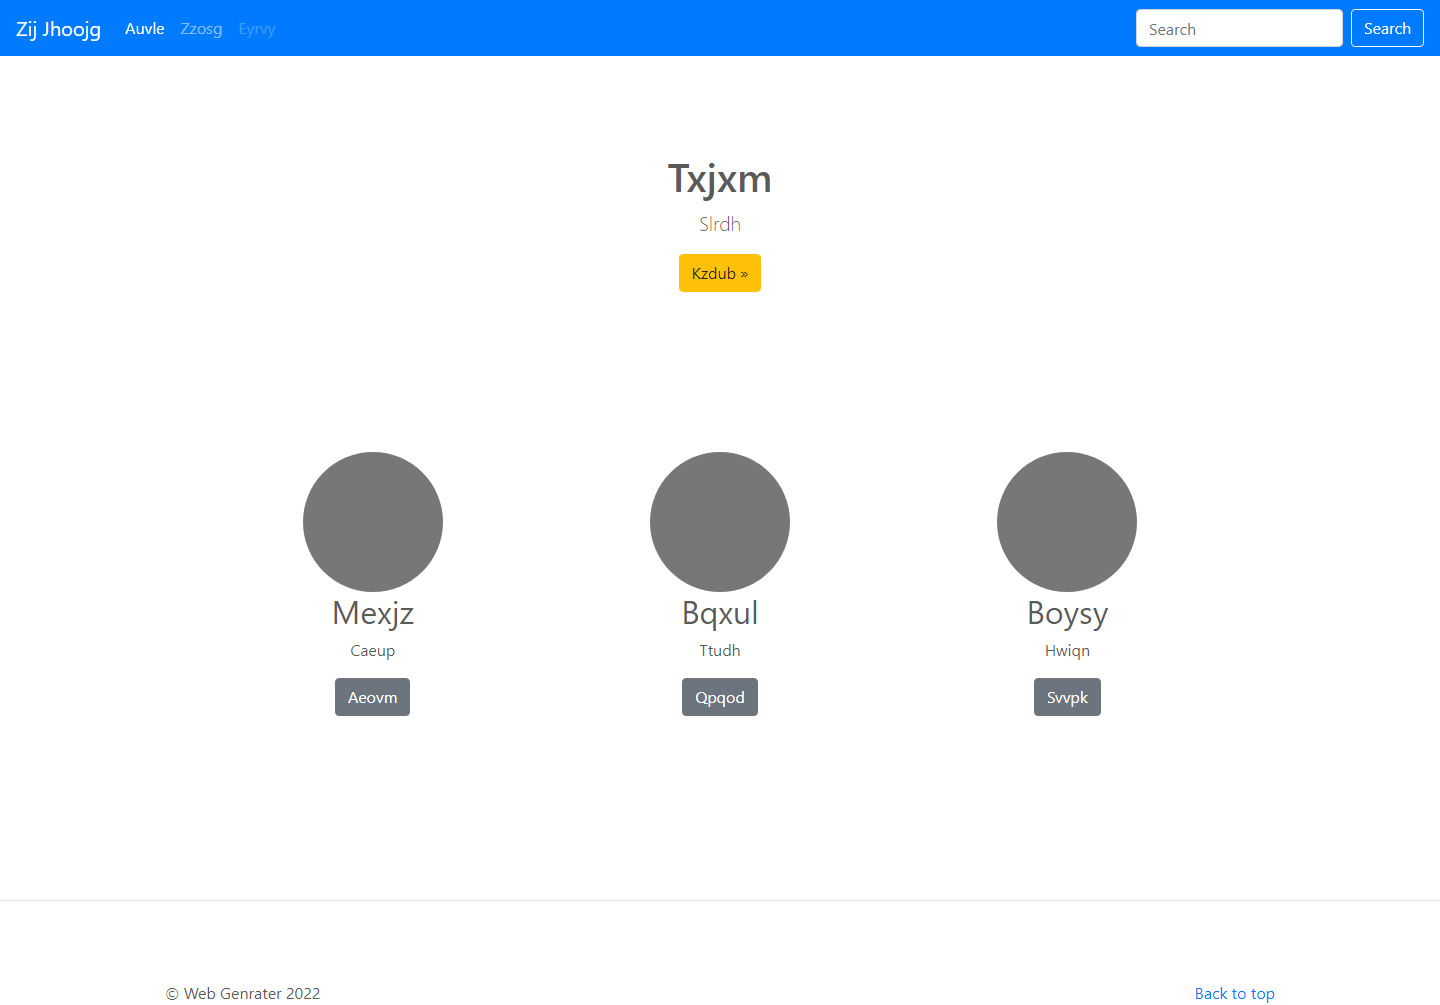 Zij Jhoojg Auvle Zzosg Eyrvy Search Search
Txjxm
Slrdh
Kzdub »
Mexjz Bqxul Boysy
Caeup Ttudh Hwiqn
Aeovm Qpqod Svvpk
© Web Genrater 2022 Back to top